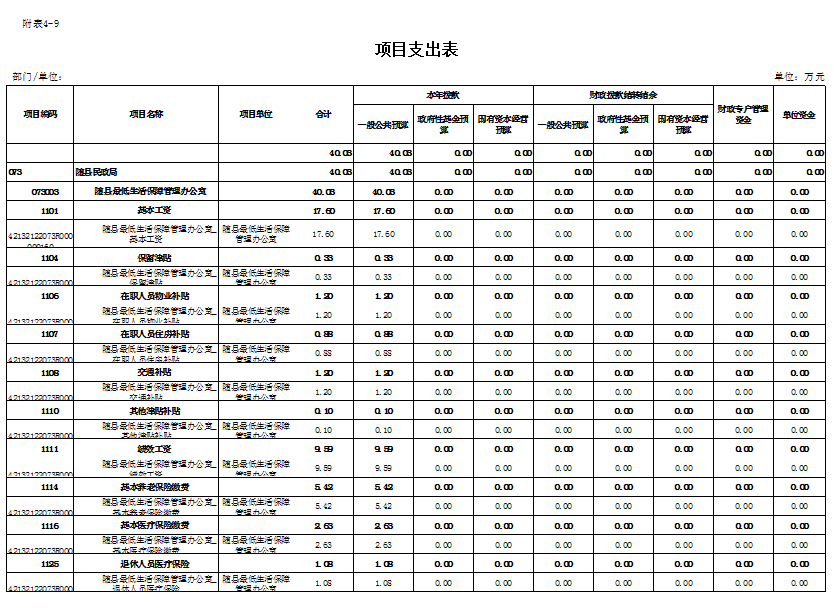 附表4-9
项目支出表
部门/单位： 单位：万元
项目编码 项目名称 项目单位 合计 本年拨款 财政拨款结转结余 财政专户管理资金 单位资金
一般公共预算 政府性基金预算 国有资本经营预算 一般公共预算 政府性基金预算 国有资本经营预算
40.03 40.03 0.00 0.00 0.00 0.00 0.00 0.00 0.00
073 随县民政局 40.03 40.03 0.00 0.00 0.00 0.00 0.00 0.00 0.00
073003 随县最低生活保障管理办公室 40.03 40.03 0.00 0.00 0.00 0.00 0.00 0.00 0.00
1101 基本工资 17.60 17.60 0.00 0.00 0.00 0.00 0.00 0.00 0.00
42132122073R000 随县最低生活保障管理办公室_基本工资 随县最低生活保障管理办公室 17.60 17.60 0.00 0.00 0.00 0.00 0.00 0.00 0.00
1104 保留津贴 0.33 0.33 0.00 0.00 0.00 0.00 0.00 0.00 0.00
42132122073R000 随县最低生活保障管理办公室_保留津贴 随县最低生活保障管理办公室 0.33 0.33 0.00 0.00 0.00 0.00 0.00 0.00 0.00
1106 在职人员物业补贴 1.20 1.20 0.00 0.00 0.00 0.00 0.00 0.00 0.00
42132122073R000 随县最低生活保障管理办公室_在职人员物业补贴 随县最低生活保障管理办公室 1.20 1.20 0.00 0.00 0.00 0.00 0.00 0.00 0.00
1107 在职人员住房补贴 0.88 0.88 0.00 0.00 0.00 0.00 0.00 0.00 0.00
42132122073R000 随县最低生活保障管理办公室_在职人员住房补贴 随县最低生活保障管理办公室 0.88 0.88 0.00 0.00 0.00 0.00 0.00 0.00 0.00
1108 交通补贴 1.20 1.20 0.00 0.00 0.00 0.00 0.00 0.00 0.00
42132122073R000 随县最低生活保障管理办公室_交通补贴 随县最低生活保障管理办公室 1.20 1.20 0.00 0.00 0.00 0.00 0.00 0.00 0.00
1110 其他津贴补贴 0.10 0.10 0.00 0.00 0.00 0.00 0.00 0.00 0.00
42132122073R000 随县最低生活保障管理办公室_其他津贴补贴 随县最低生活保障管理办公室 0.10 0.10 0.00 0.00 0.00 0.00 0.00 0.00 0.00
1111 绩效工资 9.59 9.59 0.00 0.00 0.00 0.00 0.00 0.00 0.00
42132122073R000 随县最低生活保障管理办公室_绩效工资 随县最低生活保障管理办公室 9.59 9.59 0.00 0.00 0.00 0.00 0.00 0.00 0.00
1114 基本养老保险缴费 5.42 5.42 0.00 0.00 0.00 0.00 0.00 0.00 0.00
42132122073R000 随县最低生活保障管理办公室_基本养老保险缴费 随县最低生活保障管理办公室 5.42 5.42 0.00 0.00 0.00 0.00 0.00 0.00 0.00
1116 基本医疗保险缴费 2.63 2.63 0.00 0.00 0.00 0.00 0.00 0.00 0.00
42132122073R000 随县最低生活保障管理办公室_基本医疗保险缴费 随县最低生活保障管理办公室 2.63 2.63 0.00 0.00 0.00 0.00 0.00 0.00 0.00
1125 退休人员医疗保险 1.08 1.08 0.00 0.00 0.00 0.00 0.00 0.00 0.00
42132122073R000 随县最低生活保障管理办公室_退休人员医疗保险 随县最低生活保障管理办公室 1.08 1.08 0.00 0.00 0.00 0.00 0.00 0.00 0.00